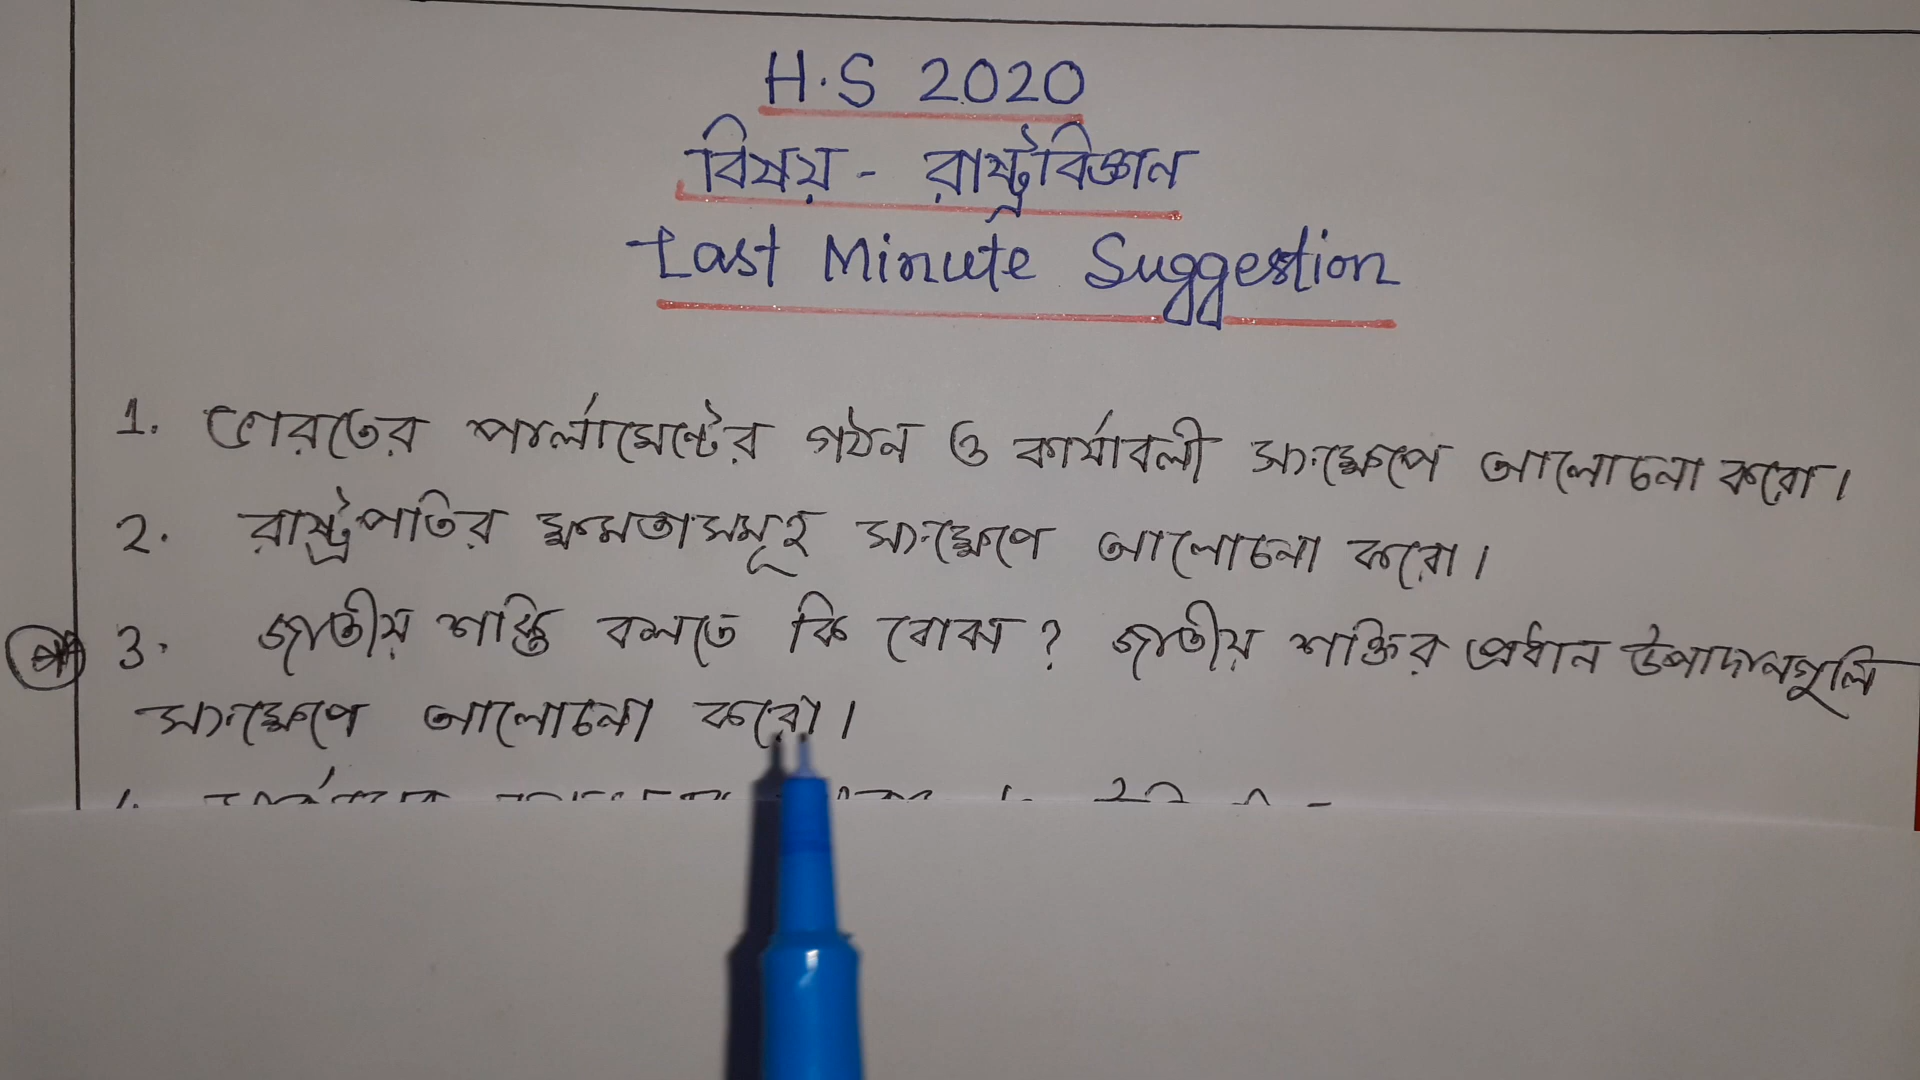 H.S 2020
বিষয় - রাষ্ট্রবিজ্ঞান
Last Minute Suggestion
1. ভারতের পার্লামেন্টের গঠন ও কার্যাবলী সংক্ষেপে আলোচনা করো।
2. রাষ্ট্রপতির ক্ষমতাসমূহ সংক্ষেপে আলোচনা করো।
3. জাতীয় শক্তি বলতে কি বোঝ? জাতীয় শক্তির প্রধান উপাদানগুলি
সংক্ষেপে আলোচনা করো।